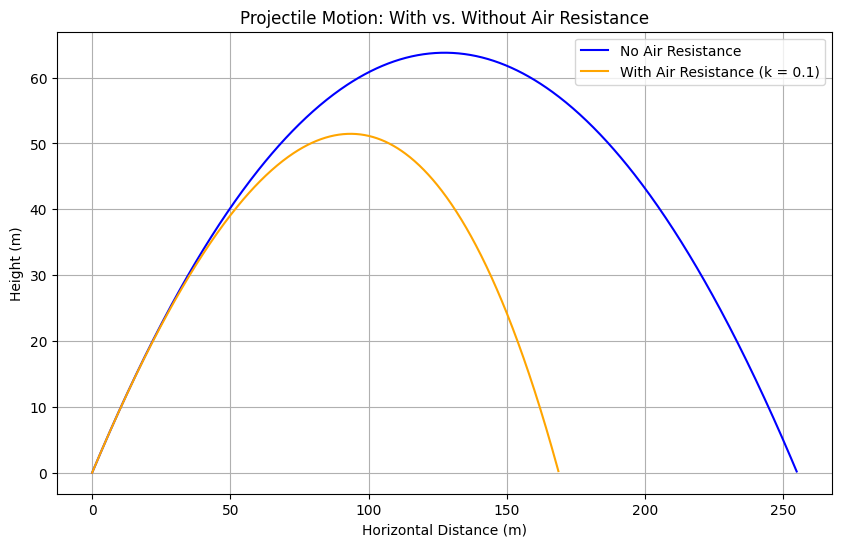 Projectile Motion: With vs. Without Air Resistance
No Air Resistance
With Air Resistance (k = 0.1)
Height (m)
60
50
40
30
20
10
0
0 50 100 150 200 250
Horizontal Distance (m)